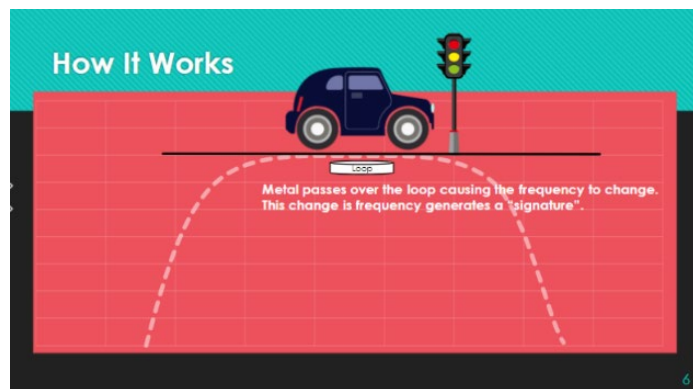 How It Works
Loop
Metal passes over the loop causing the frequency to change.
This change is frequency generates a "signature".
6